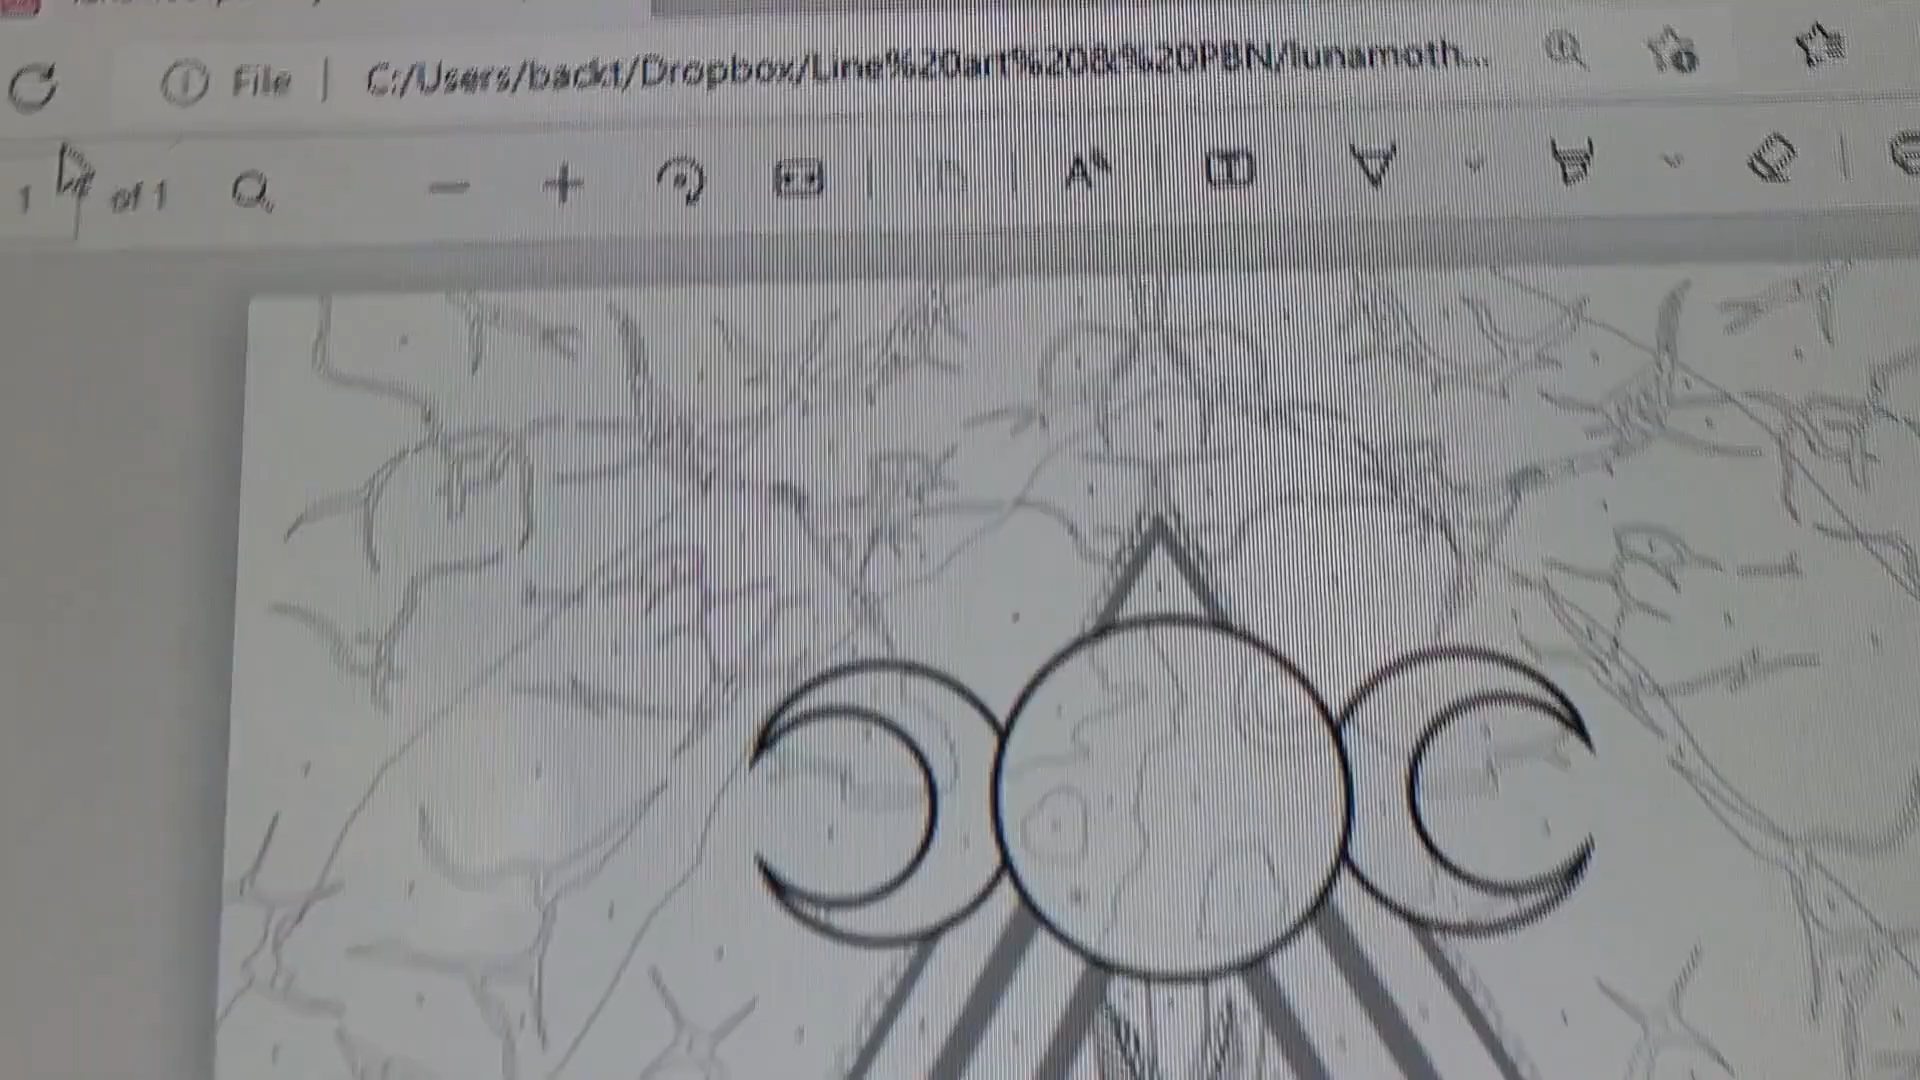 File | C:/Users/backt/Dropbox/Line%20art%20&%20PBN/lunamoth...
1 of 1